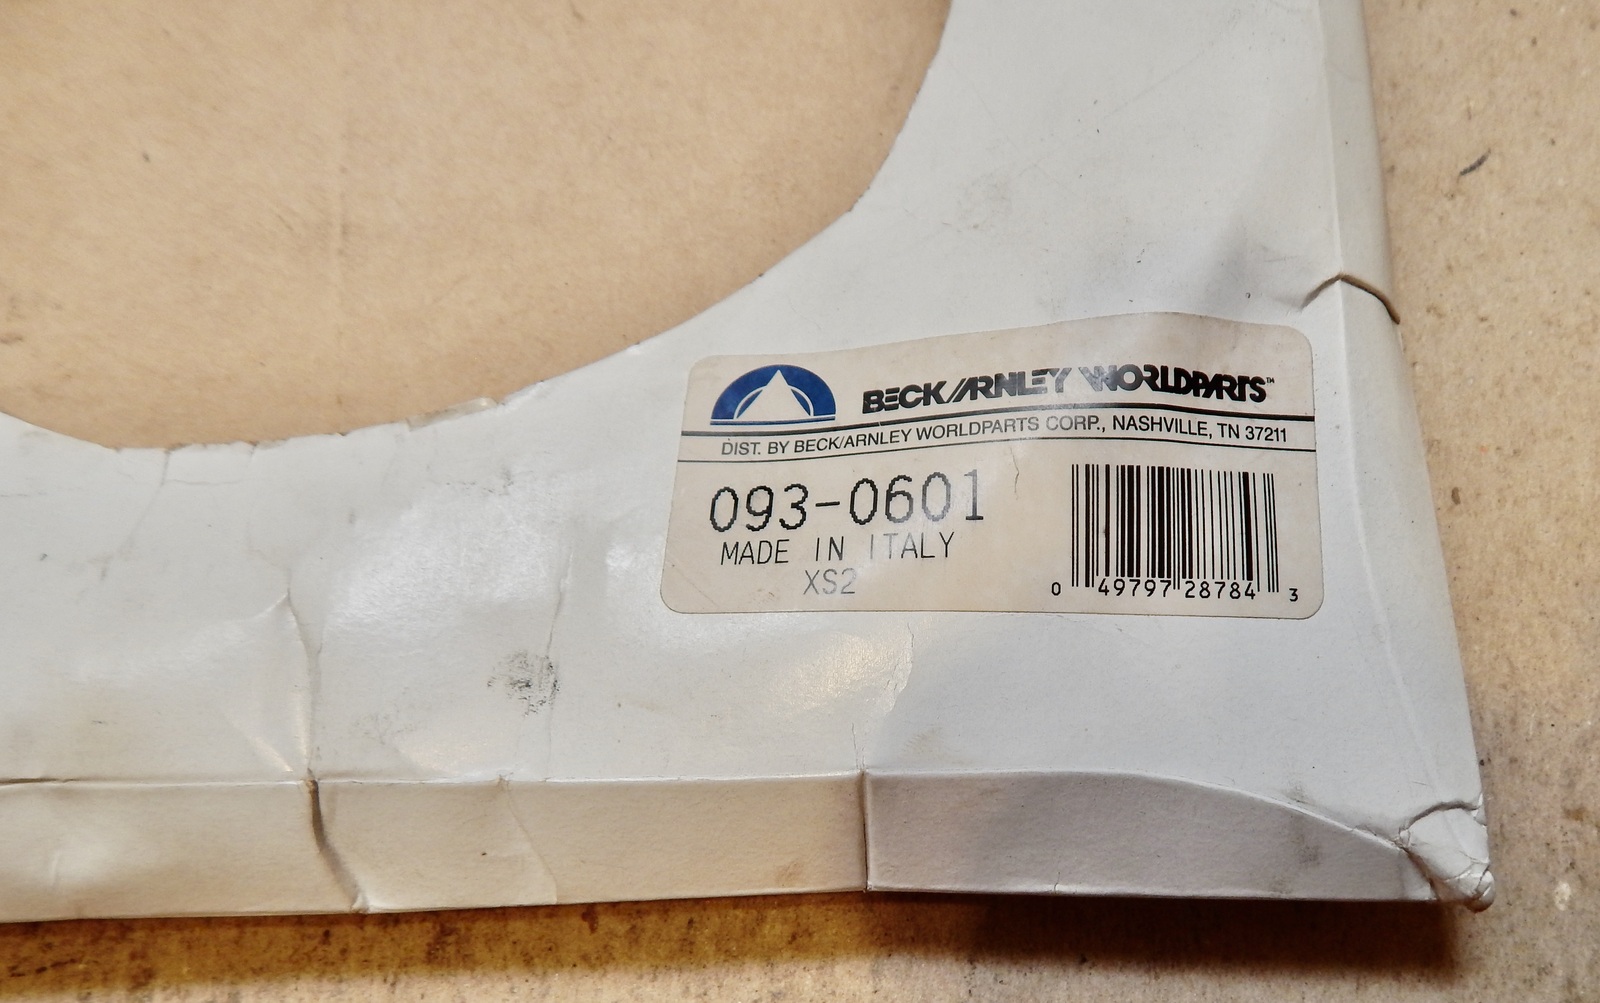 BECK/ARNLEY WORLDPARTS™
DIST. BY BECK/ARNLEY WORLDPARTS CORP., NASHVILLE, TN 37211
093-0601
MADE IN ITALY
XS2
0 49797 28784 3